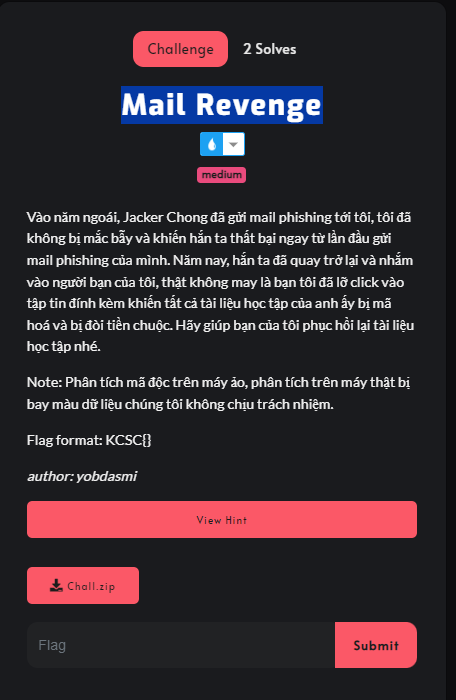 Challenge
2 Solves
Mail Revenge
medium
Vào năm ngoái, Jacker Chong đã gửi mail phishing tới tôi, tôi đã
không bị mắc bẫy và khiến hắn ta thất bại ngay từ lần đầu gửi
mail phishing của mình. Năm nay, hắn ta đã quay trở lại và nhắm
vào người bạn của tôi, thật không may là bạn tôi đã lỡ click vào
tập tin đính kèm khiến tất cả tài liệu học tập của anh ấy bị mã
hoá và bị đòi tiền chuộc. Hãy giúp bạn của tôi phục hồi lại tài liệu
học tập nhé.
Note: Phân tích mã độc trên máy ảo, phân tích trên máy thật bị
bay màu dữ liệu chúng tôi không chịu trách nhiệm.
Flag format: KCSC{}
author: yobdasmi
View Hint
Chall.zip
Flag
Submit